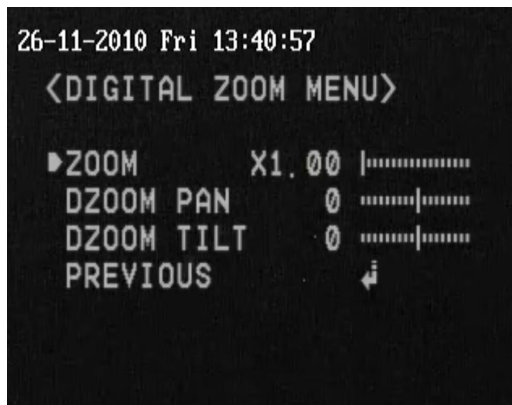 26-11-2010 Fri 13:40:57
<DIGITAL ZOOM MENU>
ZOOM X1.00
DZOOM PAN 0
DZOOM TILT 0
PREVIOUS